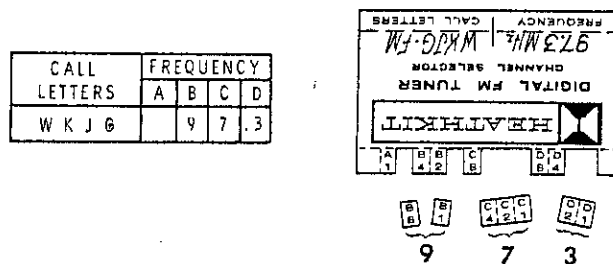 CALL LETTERS FREQUENCY
A B C D
W K J G 9 7 .3
97.3 MHz WKJG-FM
FREQUENCY CALL LETTERS
CHANNEL SELECTOR
DIGITAL FM TUNER
HEATHKIT
A B B C D D
1 4 2 8 8 4
B B C C C D D
8 1 4 2 1 2 1
9 7 3